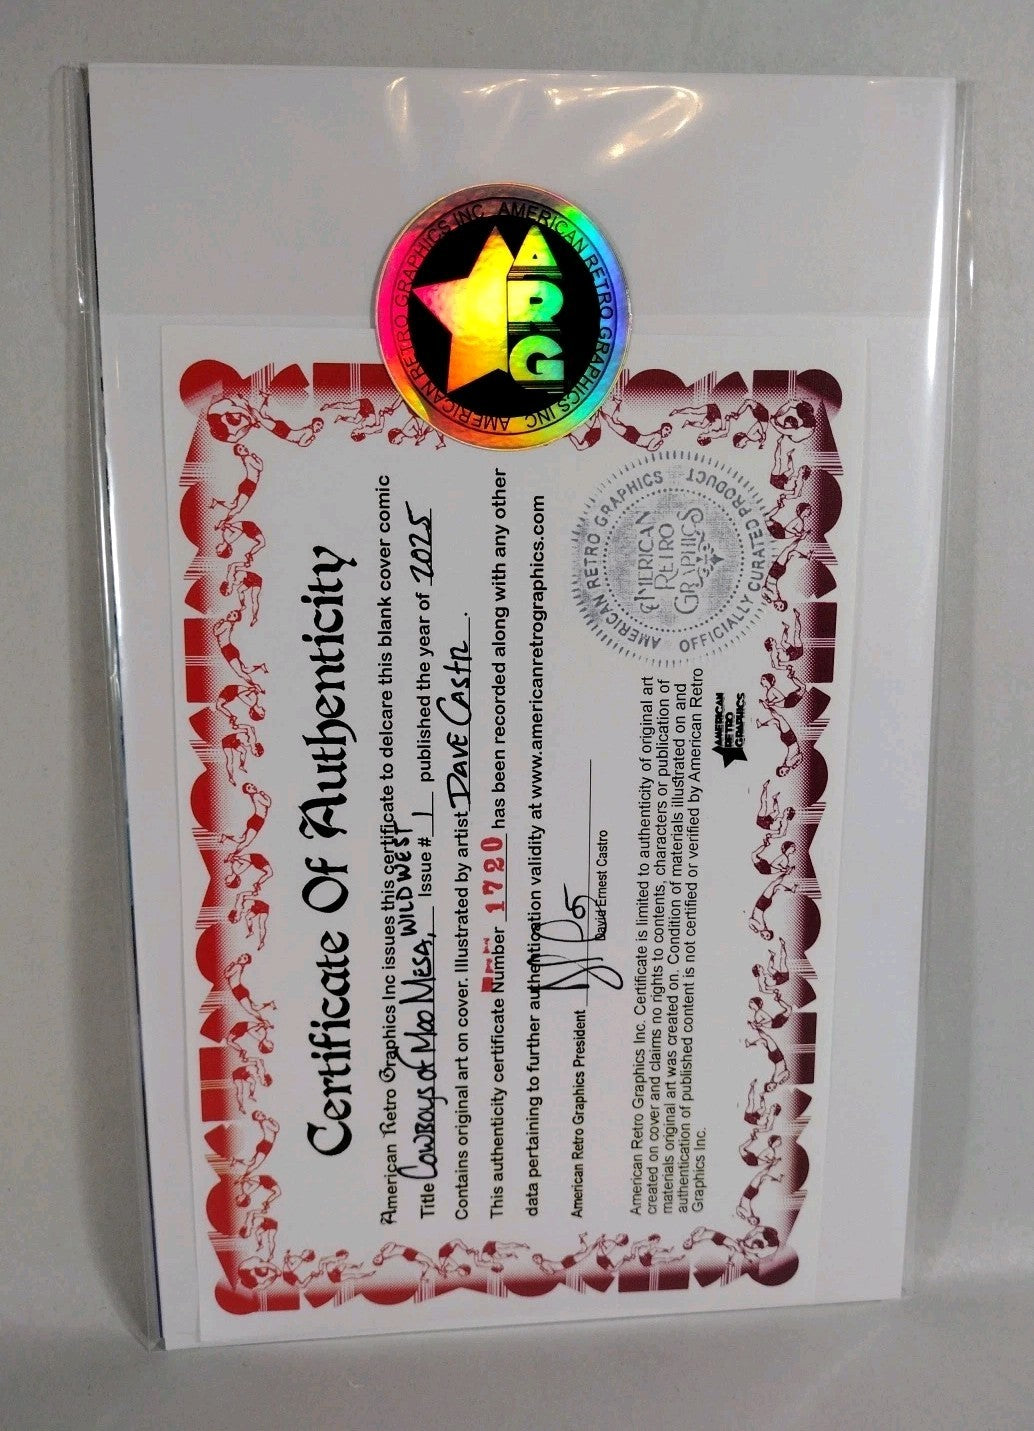 AMERICAN RETRO GRAPHICS INC. AMERICAN RETRO GRAPHICS INC.
ARG
Certificate Of Authenticity
American Retro Graphics Inc issues this certificate to delcare this blank cover comic
Title Cowboys of Moo Mesa, WILD WEST Issue # 1 published the year of 2025
Contains original art on cover. Illustrated by artist DAVE CASTR.
This authenticity certificate Number 1720 has been recorded along with any other
data pertaining to further authentication validity at www.americanretrographics.com
American Retro Graphics President
David Ernest Castro
AMERICAN RETRO GRAPHICS
OFFICIALLY CURATED PRODUCT
AMERICAN
RETRO
GRAPHICS
American Retro Graphics Inc. Certificate is limited to authenticity of original art
created on cover and claims no rights to contents, characters or publication of
materials original art was created on. Condition of materials illustrated on and
authentication of published content is not certified or verified by American Retro
Graphics Inc.
AMERICAN
RETRO
GRAPHICS